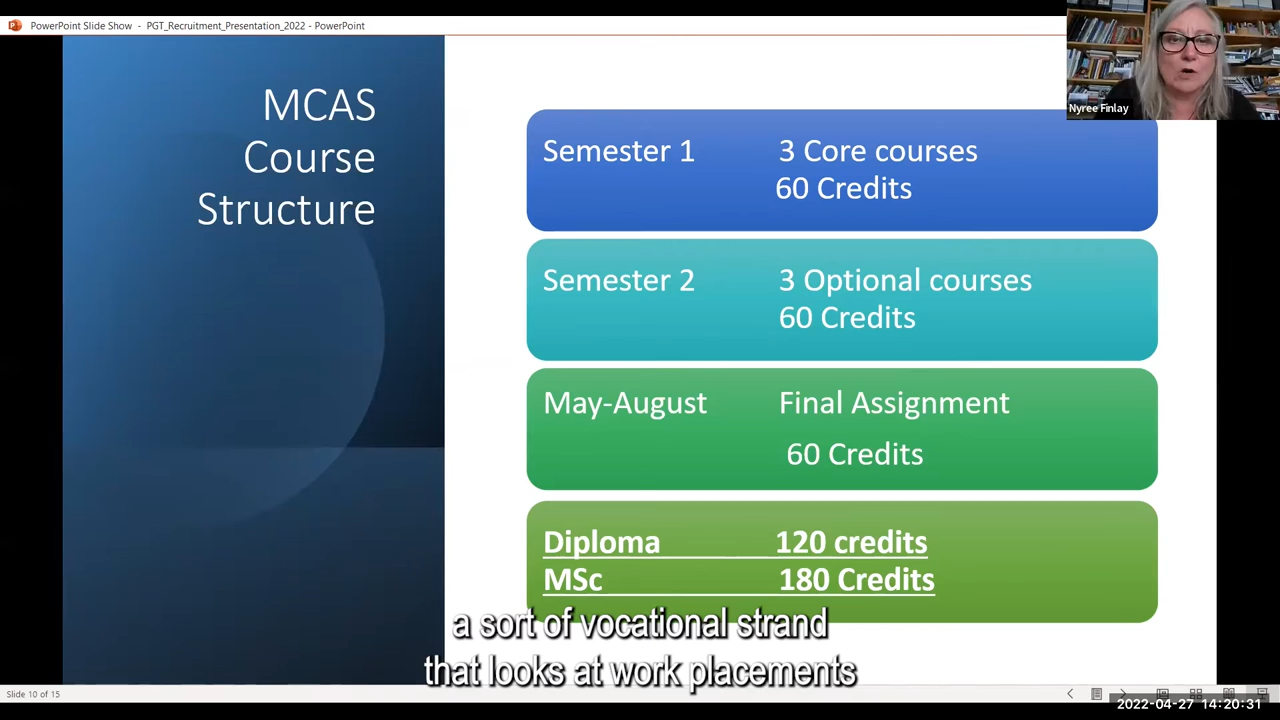 PowerPoint Slide Show - PGT_Recruitment_Presentation_2022 - PowerPoint
MCAS
Course
Structure
Nyree Finlay
Semester 1 3 Core courses
60 Credits
Semester 2 3 Optional courses
60 Credits
May-August Final Assignment
60 Credits
Diploma 120 credits
MSc 180 Credits
a sort of vocational strand
that looks at work placements
Slide 10 of 15
2022-04-27 14:20:31